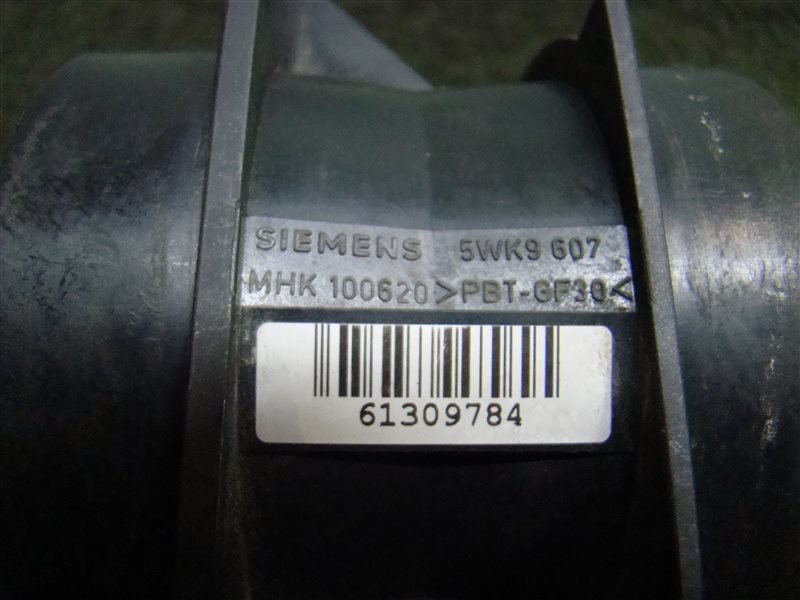 SIEMENS 5WK9 607
MHK 100620 >PBT-GF30<
61309784